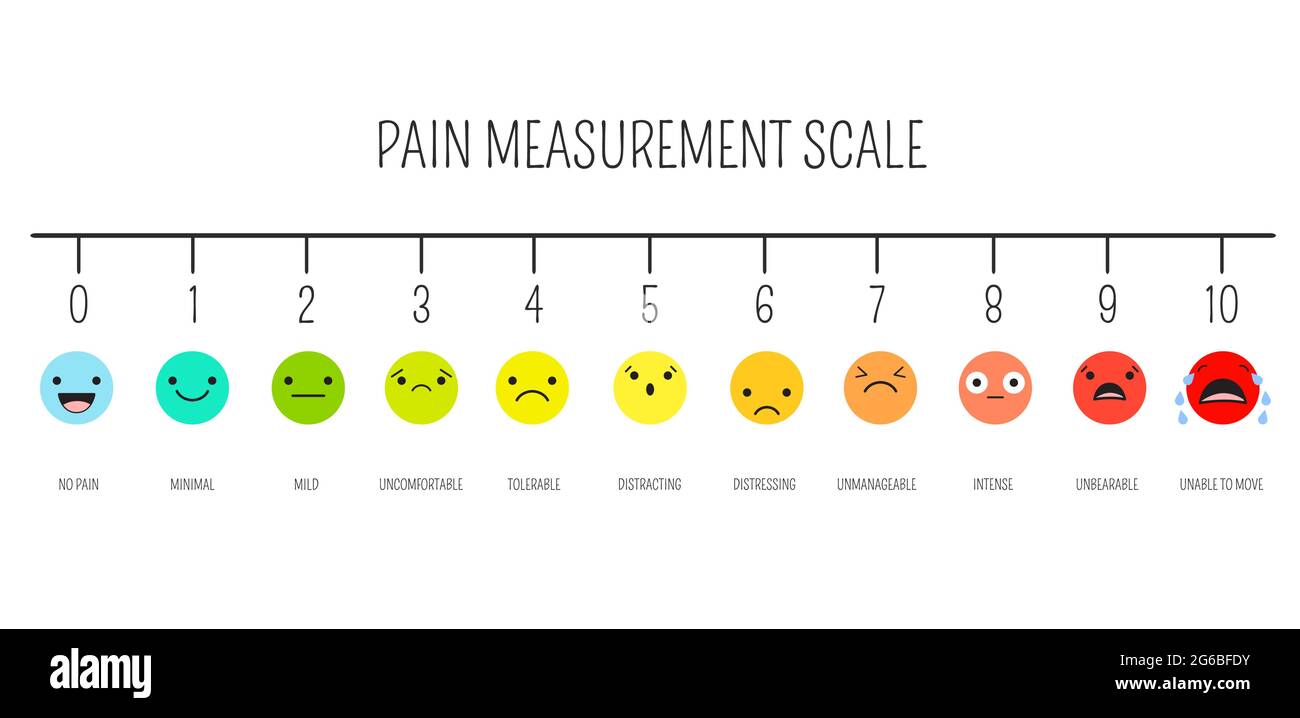 PAIN MEASUREMENT SCALE
0 1 2 3 4 5 6 7 8 9 10
NO PAIN MINIMAL MILD UNCOMFORTABLE TOLERABLE DISTRACTING DISTRESSING UNMANAGEABLE INTENSE UNBEARABLE UNABLE TO MOVE
alamy
Image ID: 2G6BFDY
www.alamy.com